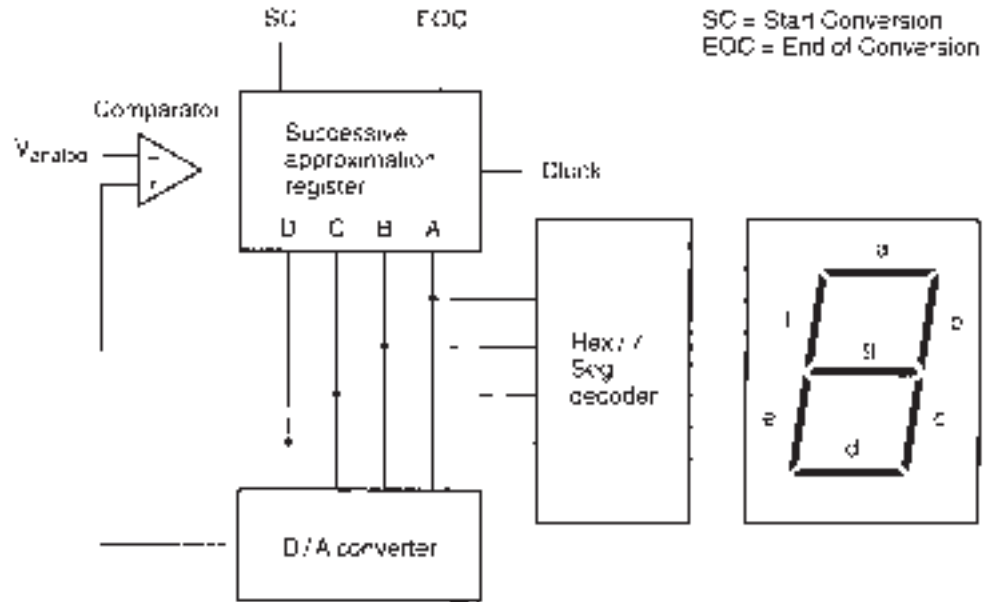 SC
EOC
SC = Start Conversion
EOC = End of Conversion
Comparator
Vanalog
−
+
Successive
approximation
register
Clock
D C B A
a
f
b
g
Hex / 7
Seg
decoder
e
c
d
D / A converter